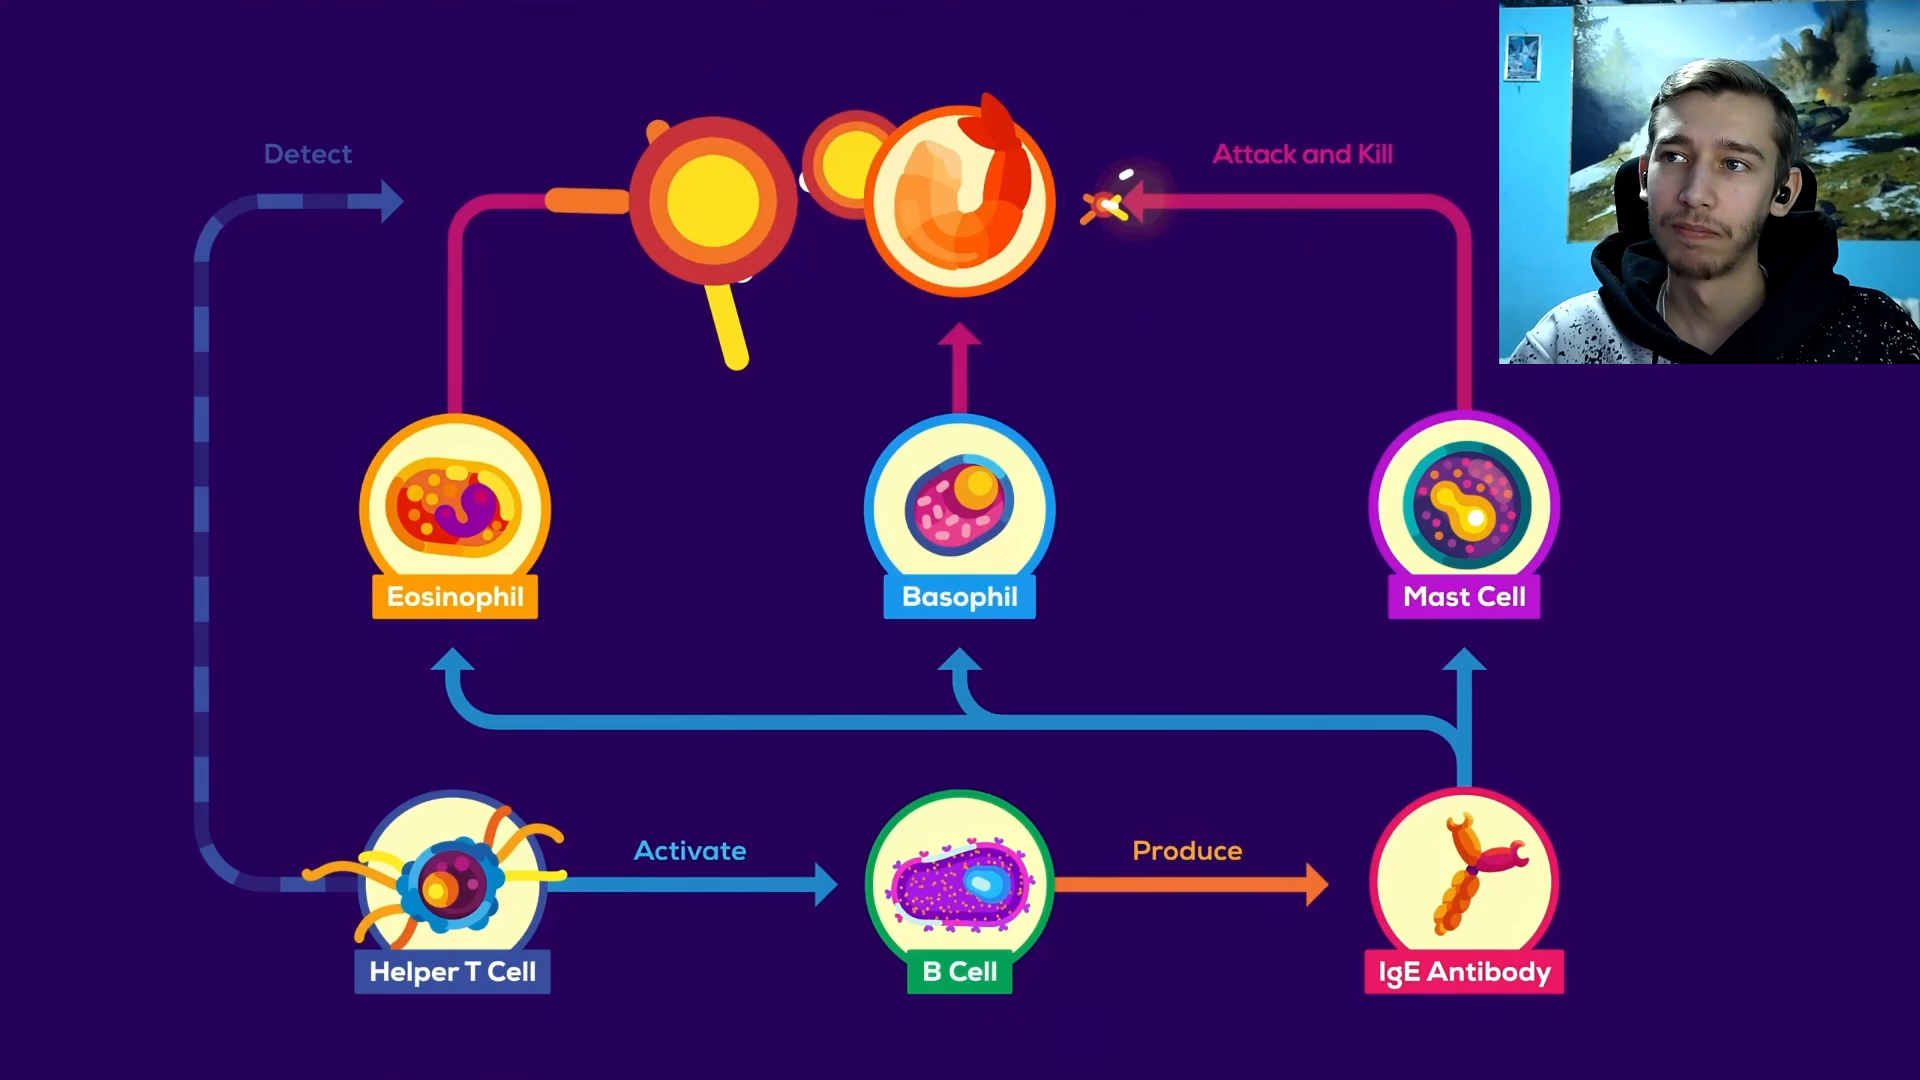 Detect
Attack and Kill
Eosinophil
Basophil
Mast Cell
Activate
Produce
Helper T Cell
B Cell
IgE Antibody